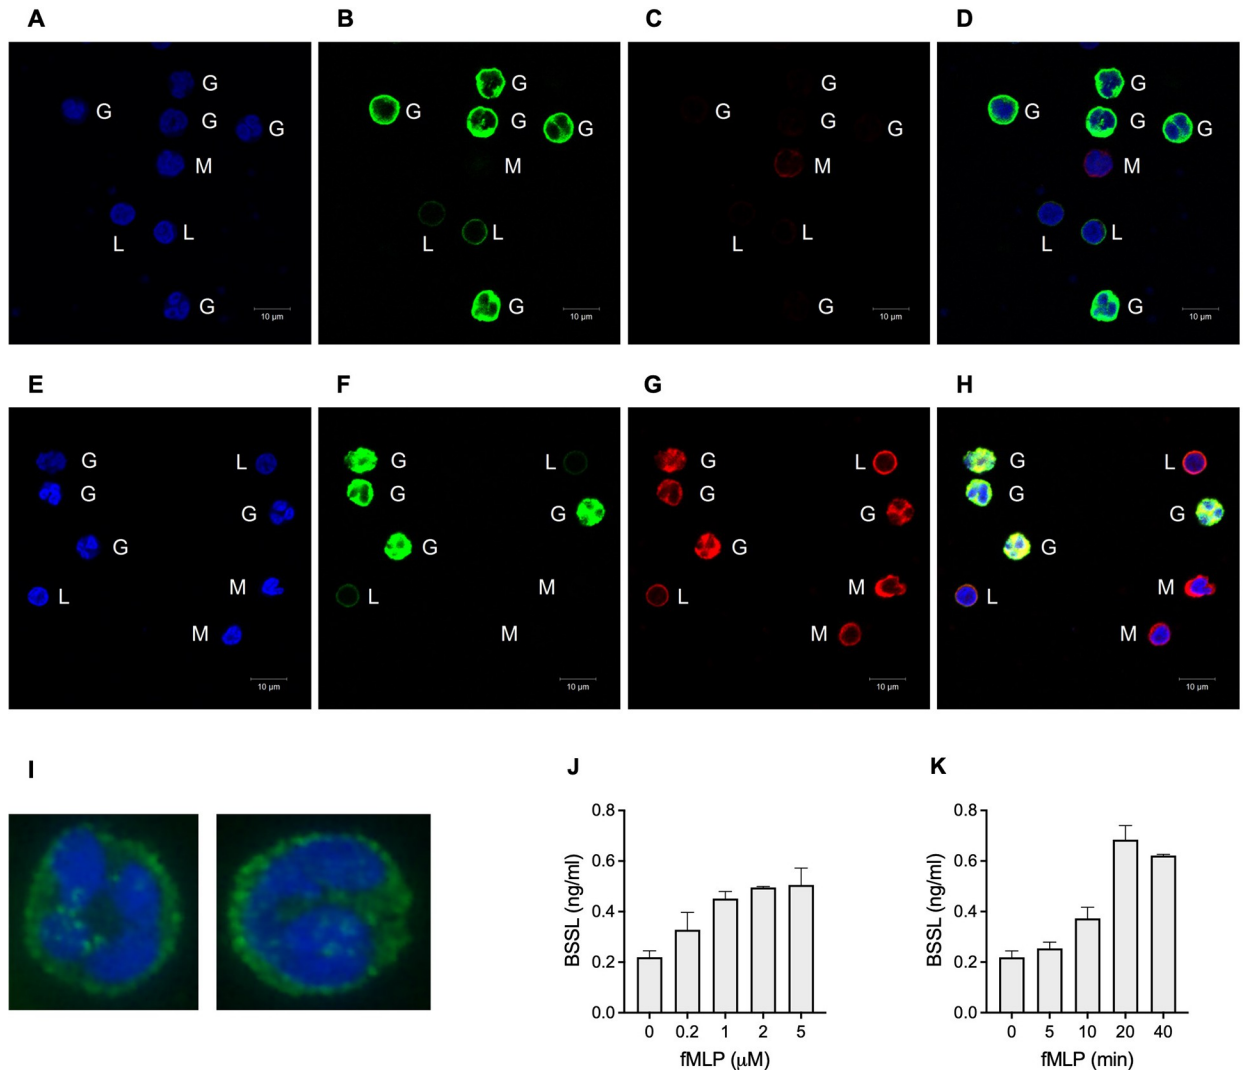 A B C D
G G G G
G G G G
G G G G
G G G G
M M M M
L L L L
L L L L
G G G G
10 µm 10 µm 10 µm 10 µm
E F G H
G L G L G L G L
G G G G
G G G G
G G G G
L M L M L M L M
M M M M
10 µm 10 µm 10 µm 10 µm
I J K
0.8
0.6
0.4
0.2
0.0
BSSL (ng/ml)
0 0.2 1 2 5
fMLP (µM)
0.8
0.6
0.4
0.2
0.0
BSSL (ng/ml)
0 5 10 20 40
fMLP (min)